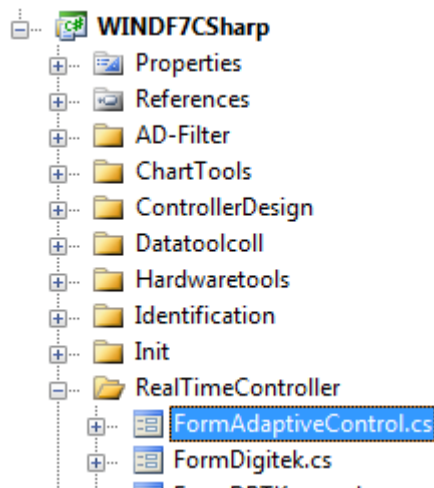 WINDF7CSharp
Properties
References
AD-Filter
ChartTools
ControllerDesign
Datatoolcoll
Hardwaretools
Identification
Init
RealTimeController
FormAdaptiveControl.cs
FormDigitek.cs